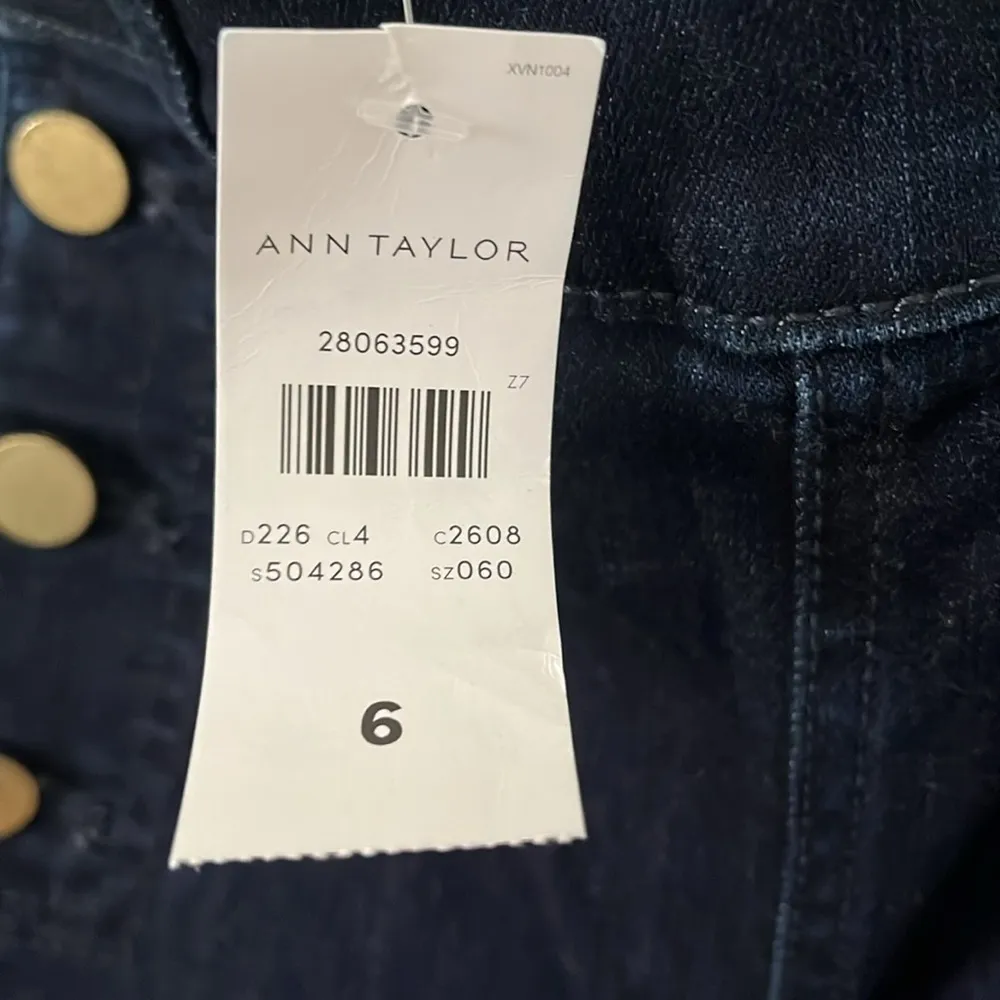 XVN1004
ANN TAYLOR
28063599
Z7
D226 CL4 C2608
S504286 SZ060
6